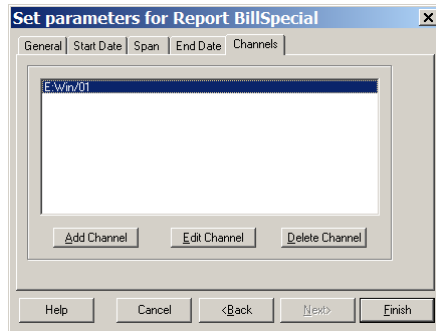 Set parameters for Report BillSpecial
General Start Date Span End Date Channels
E:Win/01
Add Channel Edit Channel Delete Channel
Help Cancel <Back Next> Finish